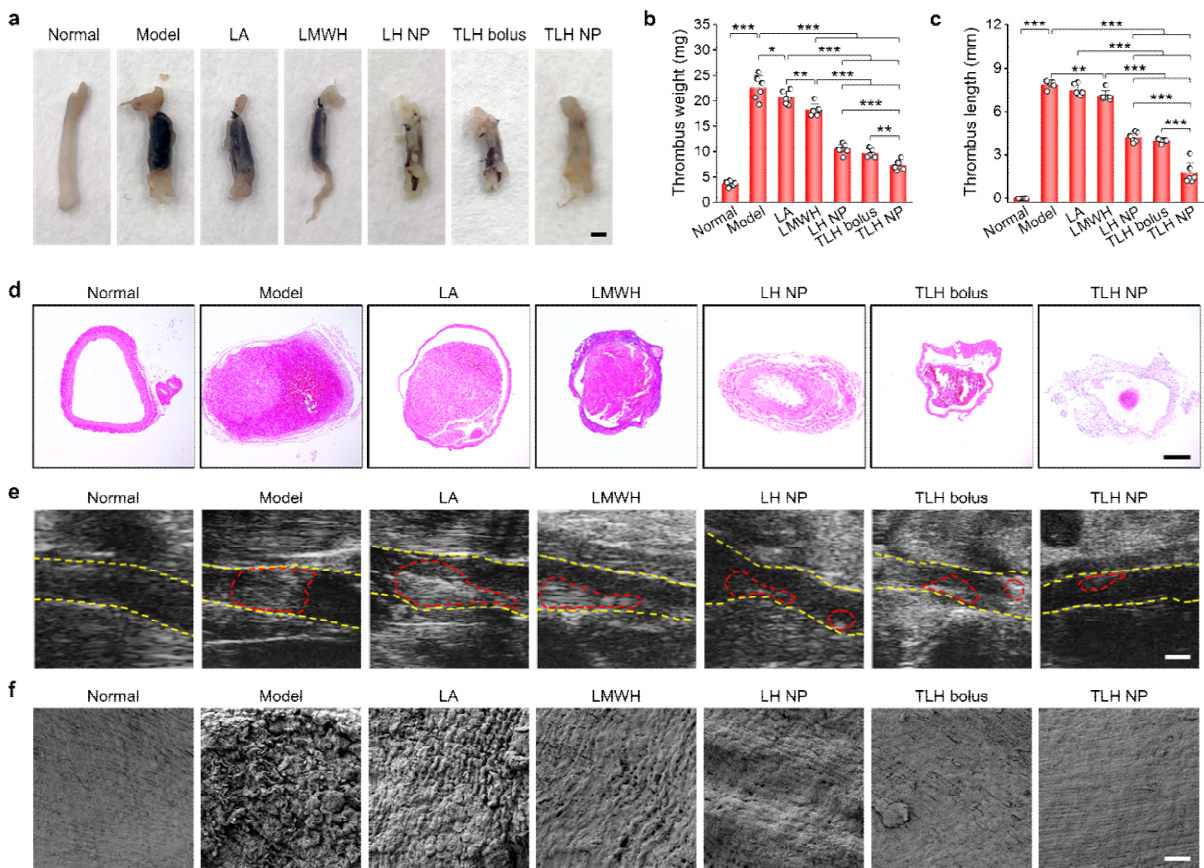 a
Normal Model LA LMWH LH NP TLH bolus TLH NP
b
Thrombus weight (mg)
35
30
25
20
15
10
5
0
*** *** * *** ** *** *** **
Normal Model LA LMWH LH NP TLH bolus TLH NP
c
Thrombus length (mm)
12
9
6
3
0
*** *** *** ** *** *** ***
Normal Model LA LMWH LH NP TLH bolus TLH NP
d
Normal Model LA LMWH LH NP TLH bolus TLH NP
e
Normal Model LA LMWH LH NP TLH bolus TLH NP
f
Normal Model LA LMWH LH NP TLH bolus TLH NP